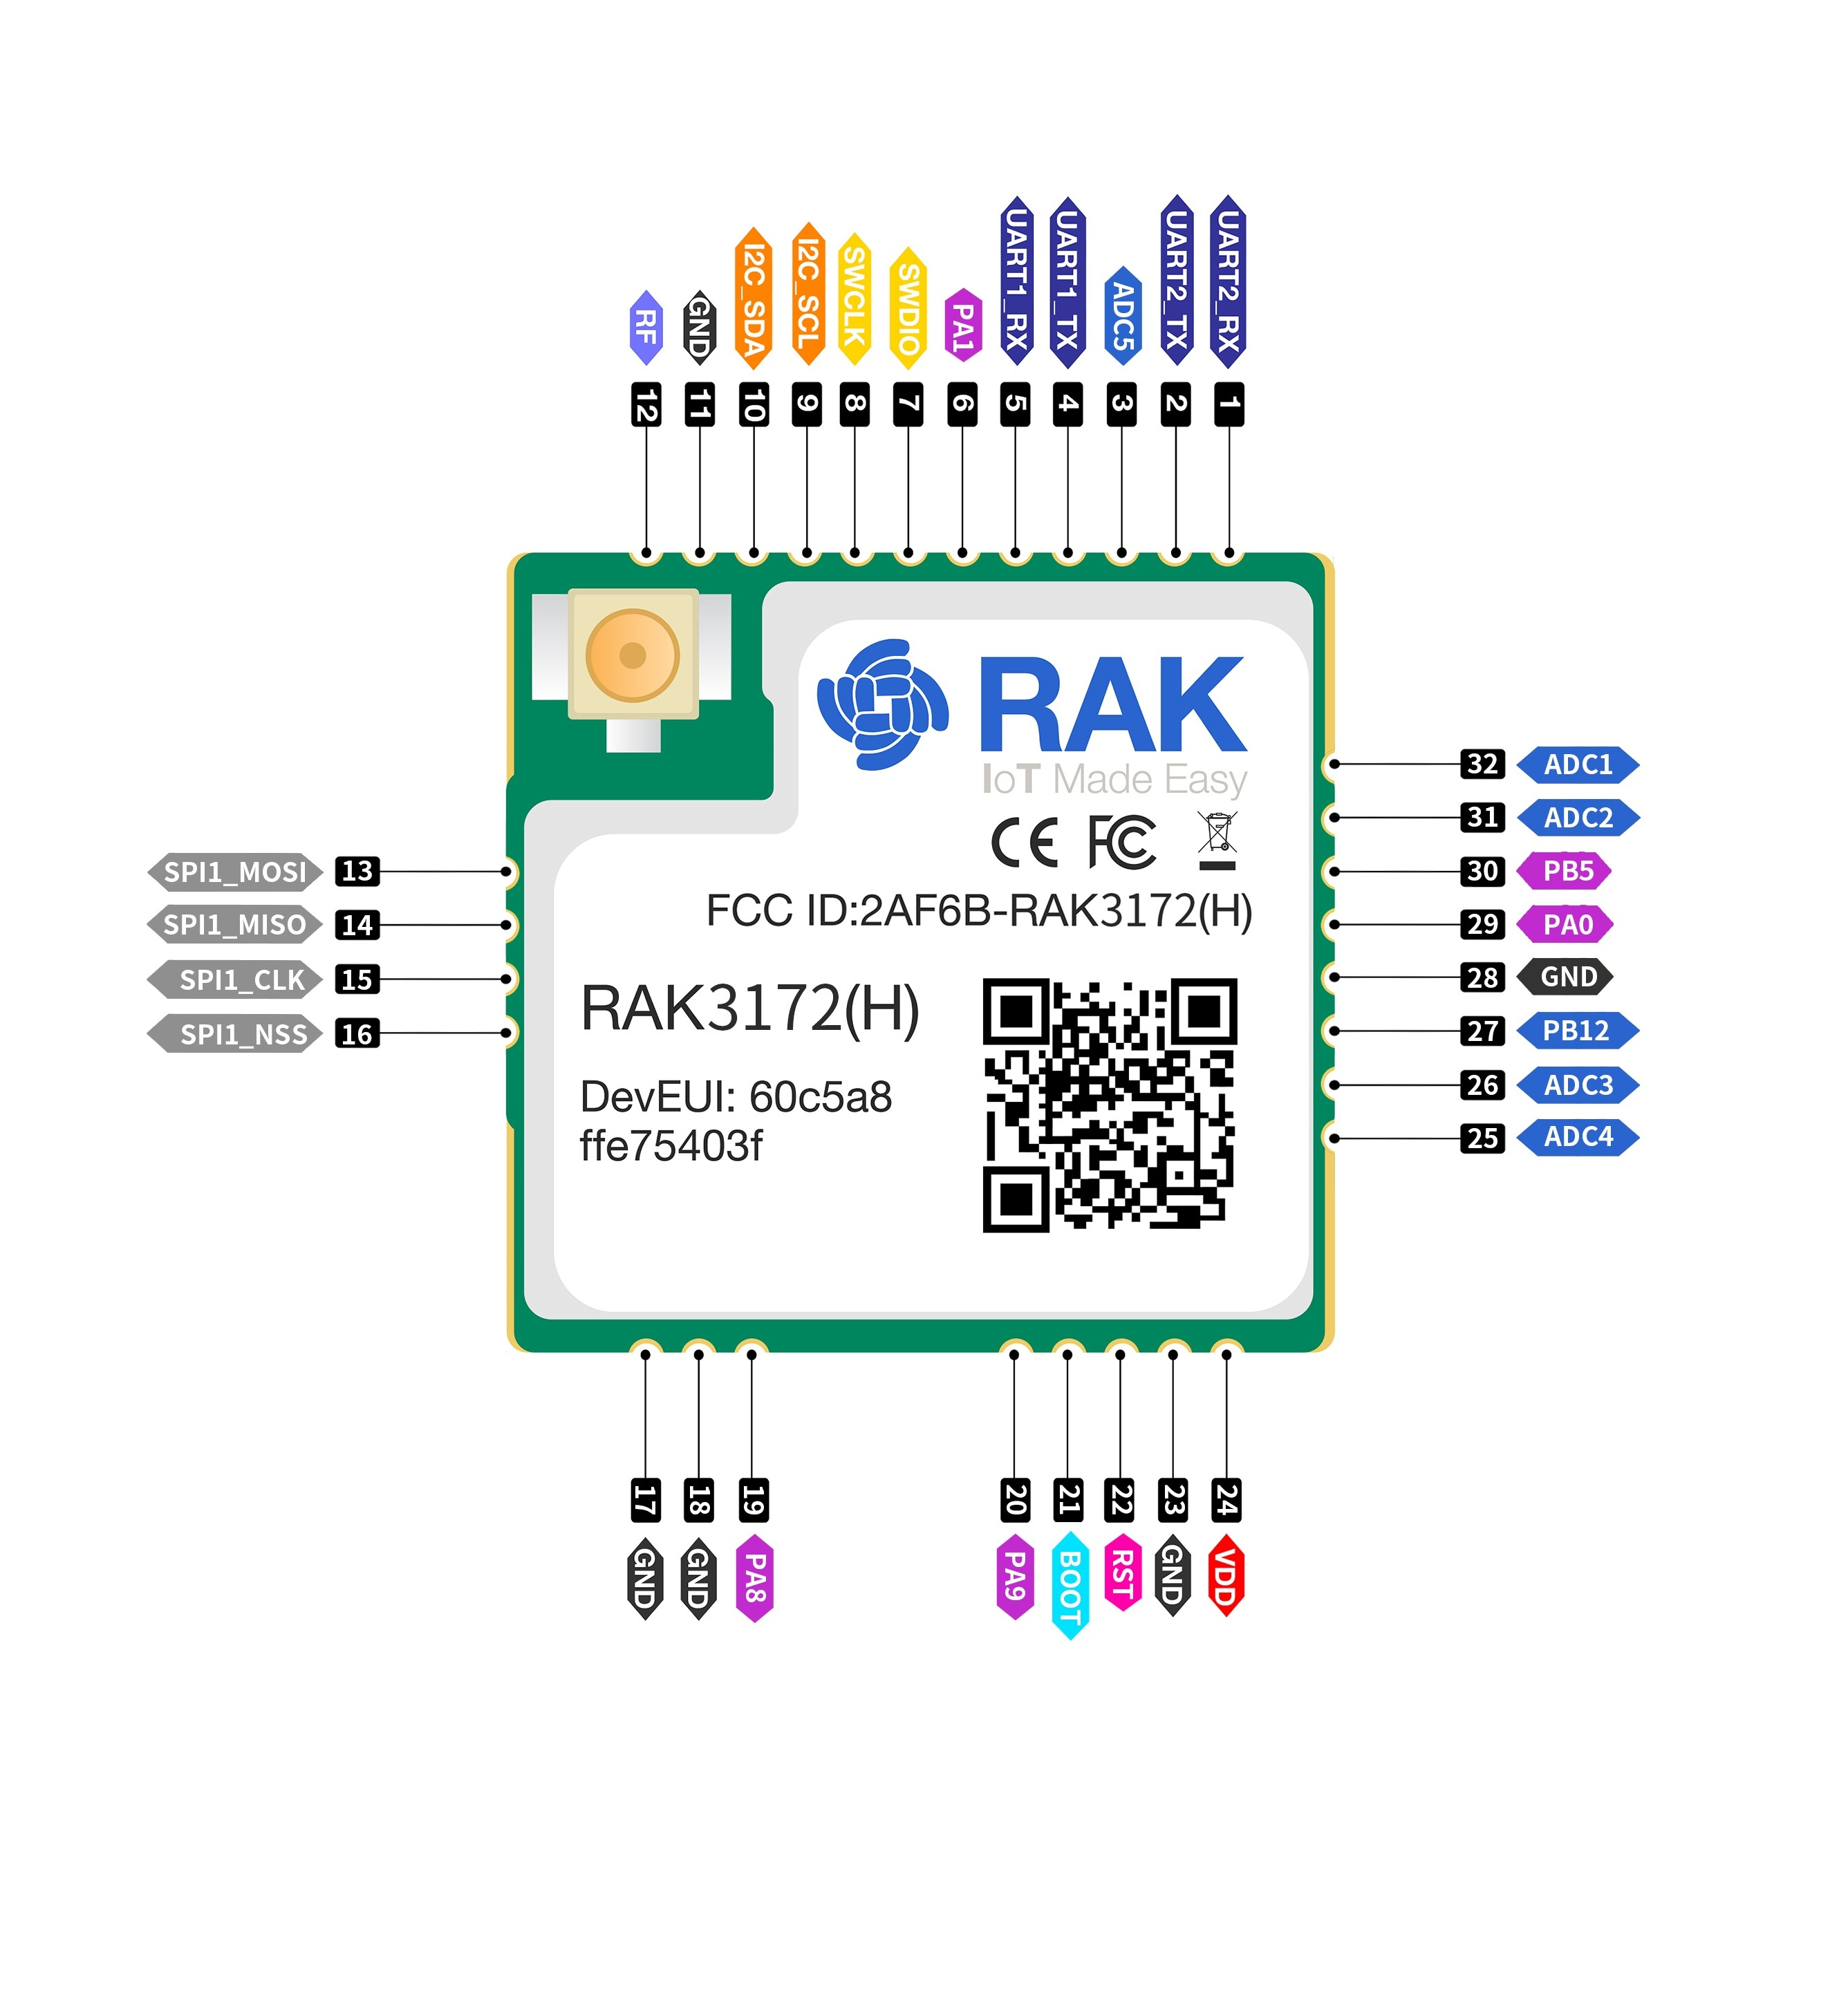 RF
GND
I2C_SDA
I2C_SCL
SWCLK
SWDIO
PA1
UART1_RX
UART1_TX
ADC5
UART2_TX
UART2_RX
12
11
10
9
8
7
6
5
4
3
2
1
RAK
IoT Made Easy
CE FC
FCC ID:2AF6B-RAK3172(H)
RAK3172(H)
DevEUI: 60c5a8
ffe75403f
SPI1_MOSI 13
SPI1_MISO 14
SPI1_CLK 15
SPI1_NSS 16
32 ADC1
31 ADC2
30 PB5
29 PA0
28 GND
27 PB12
26 ADC3
25 ADC4
17
18
19
20
21
22
23
24
GND
GND
PA8
PA9
BOOT
RST
GND
VDD